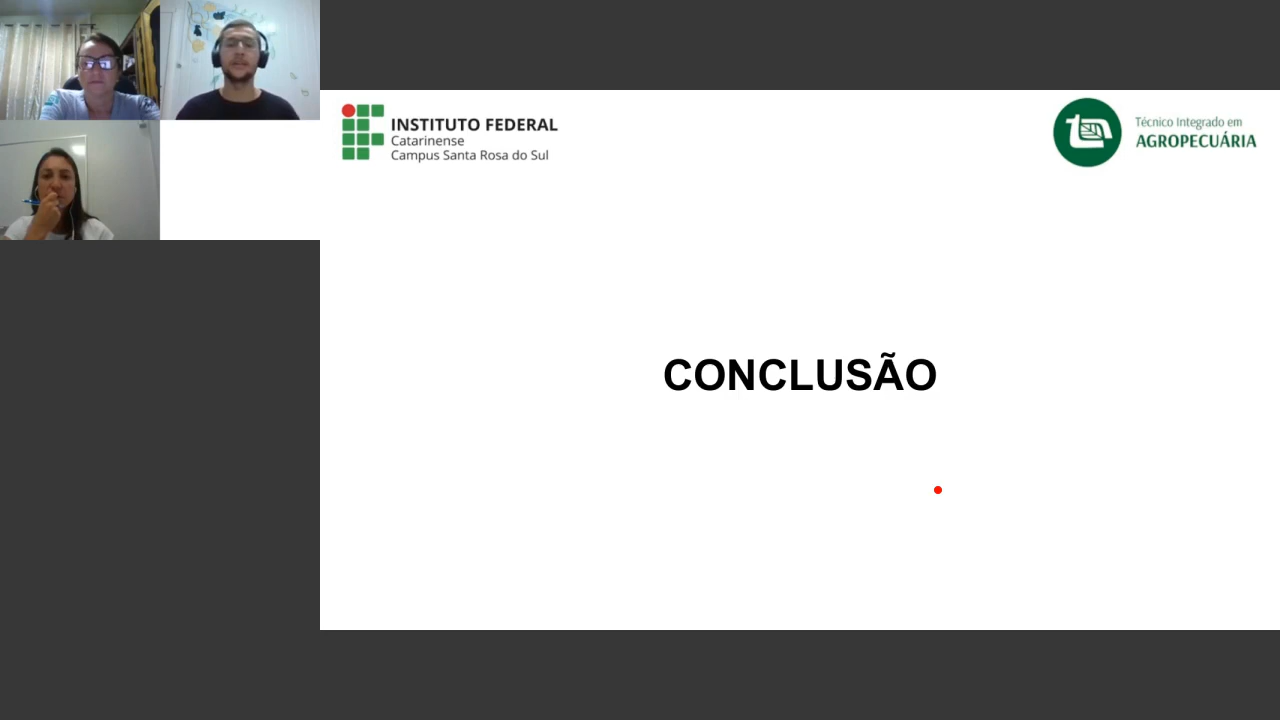 INSTITUTO FEDERAL
Catarinense
Campus Santa Rosa do Sul
Técnico Integrado em
AGROPECUÁRIA
CONCLUSÃO